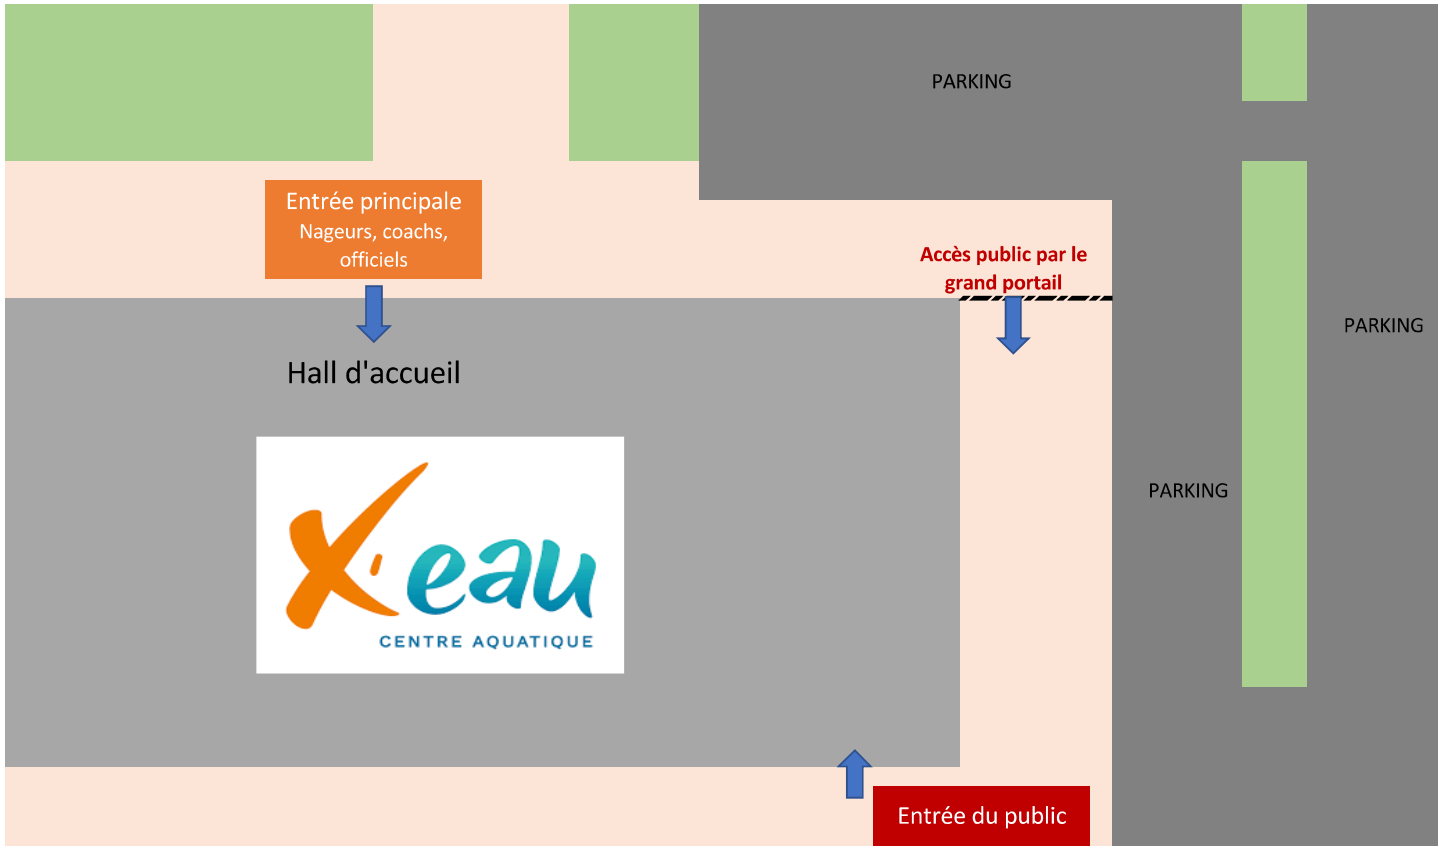 PARKING
Entrée principale
Nageurs, coachs,
officiels
Accès public par le
grand portail
PARKING
Hall d'accueil
PARKING
X'eau
CENTRE AQUATIQUE
Entrée du public